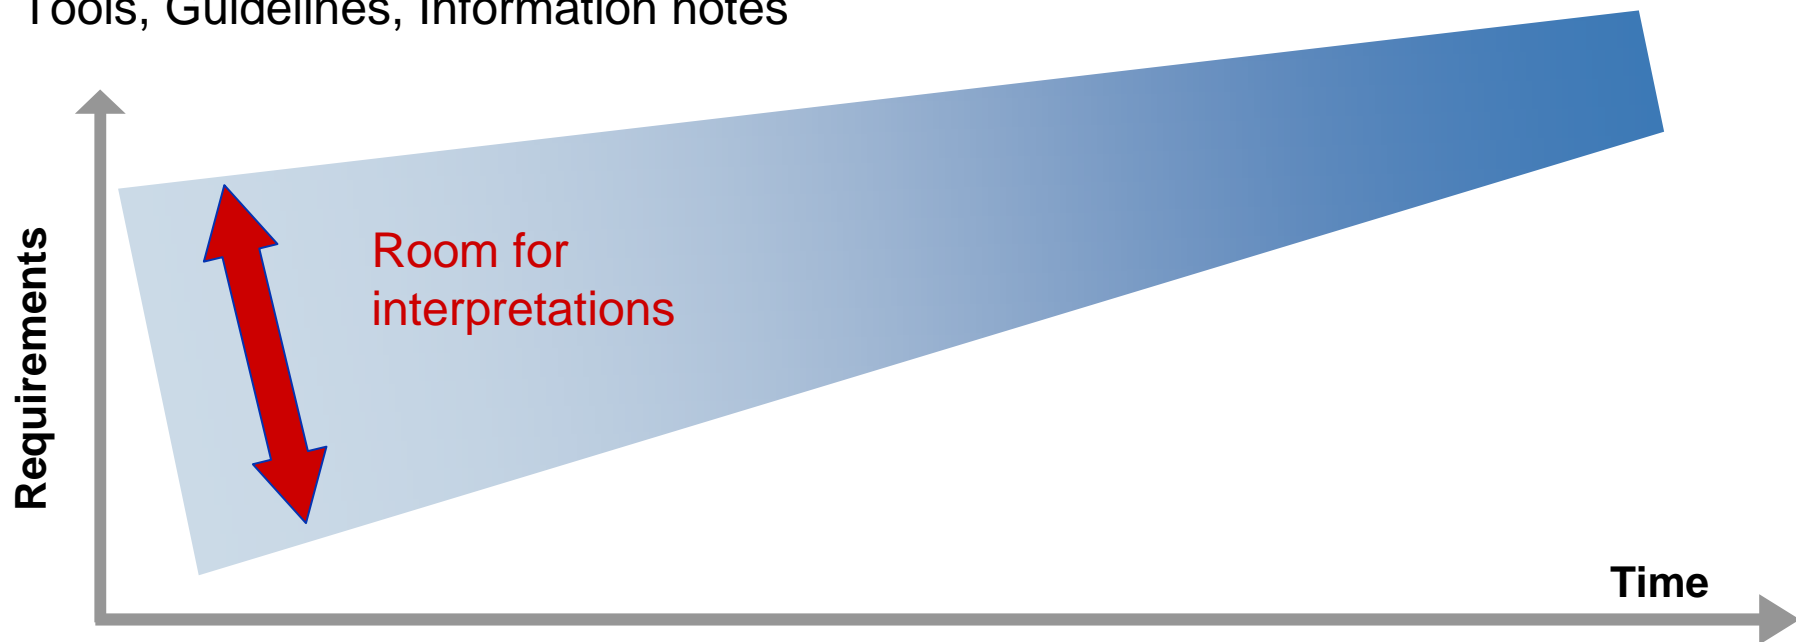 Tools, Guidelines, Information notes
Room for
interpretations
Requirements
Time